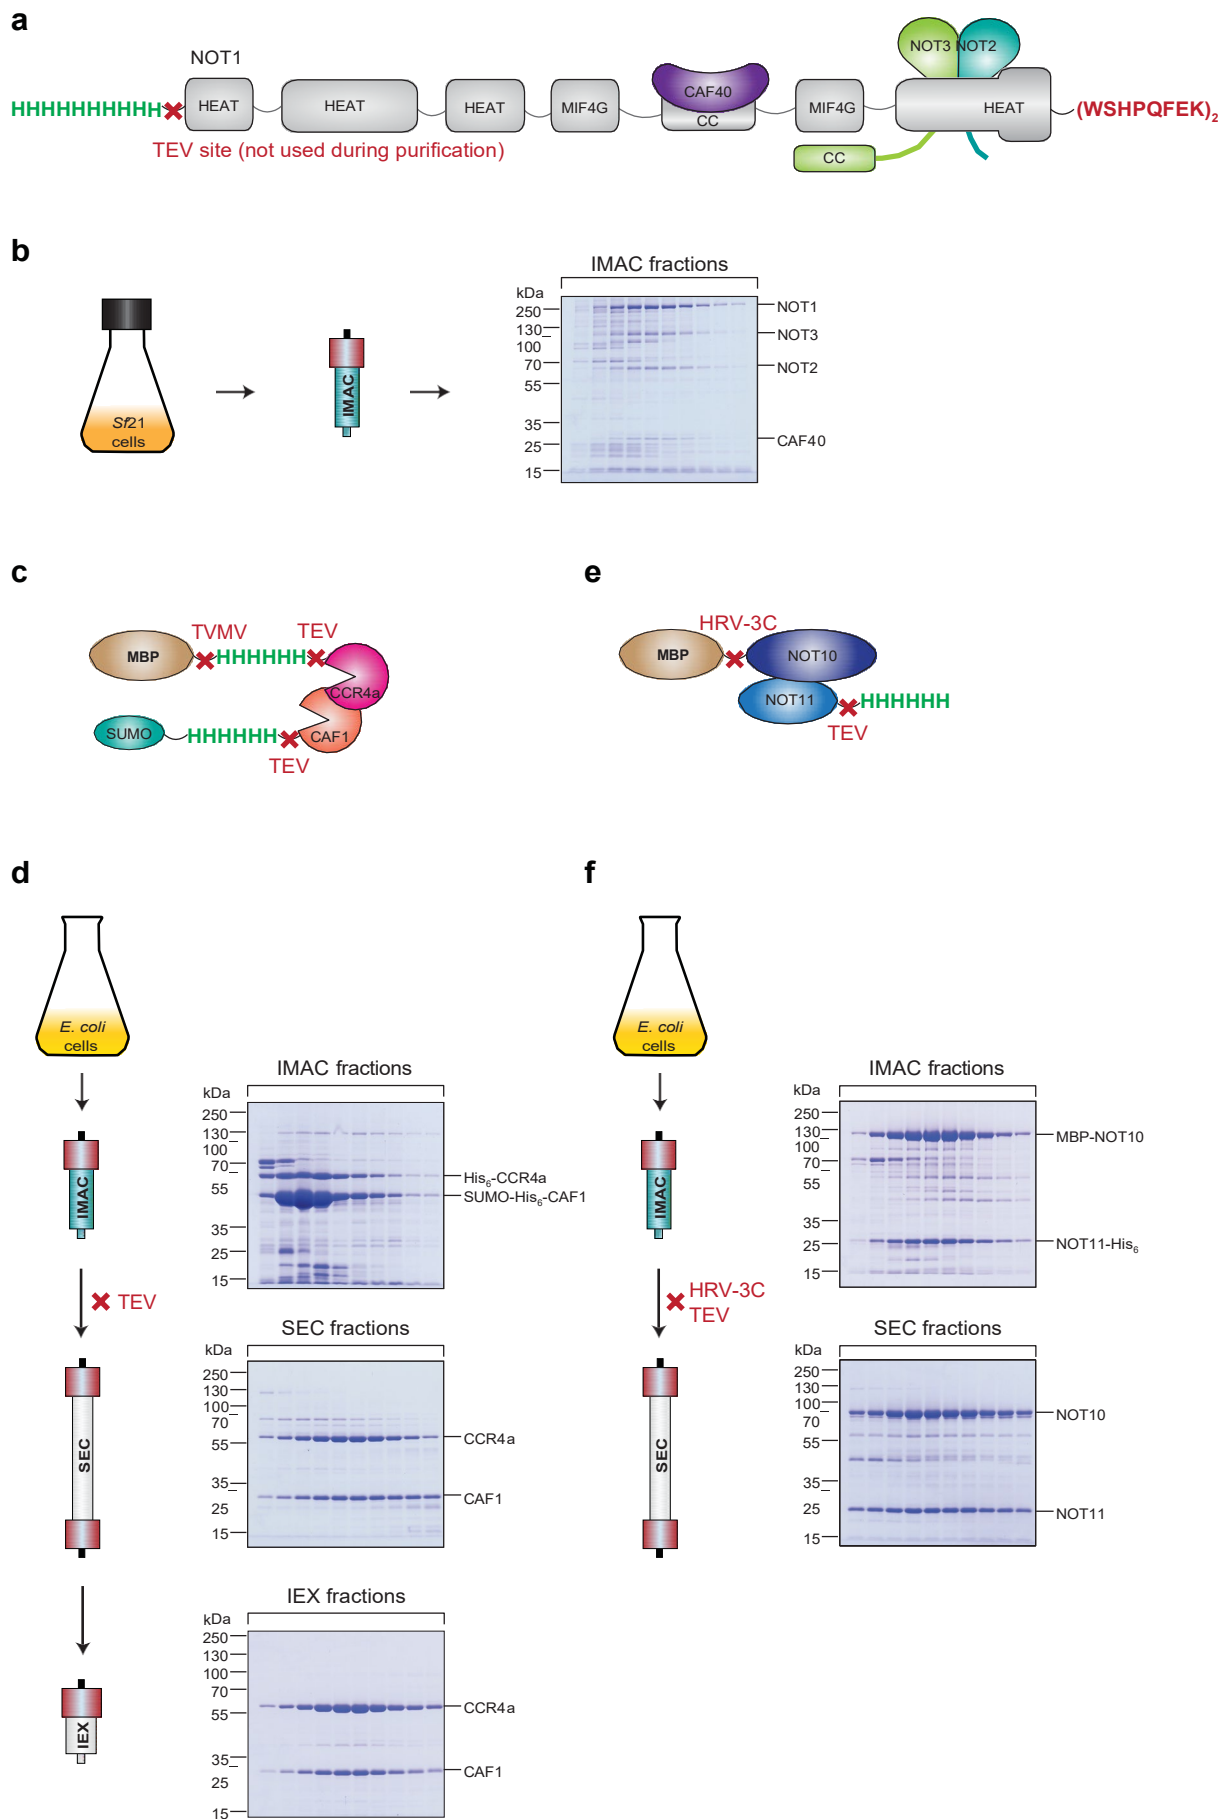 a
NOT1
NOT3 NOT2
HHHHHHHHHH
HEAT
HEAT
HEAT
MIF4G
CAF40
CC
MIF4G
HEAT
(WSHPQFEK)₂
TEV site (not used during purification)
CC
b
IMAC fractions
kDa
250
130
100
70
55
35
25
15
NOT1
NOT3
NOT2
CAF40
Sf21
cells
IMAC
c
MBP
TVMV
HHHHHH
TEV
CCR4a
SUMO
HHHHHH
TEV
CAF1
e
HRV-3C
MBP
NOT10
NOT11
HHHHHH
TEV
d
E. coli
cells
IMAC
IMAC fractions
kDa
250
130
100
70
55
35
25
15
His₆-CCR4a
SUMO-His₆-CAF1
TEV
SEC
SEC fractions
kDa
250
130
100
70
55
35
25
15
CCR4a
CAF1
IEX
IEX fractions
kDa
250
130
100
70
55
35
25
15
CCR4a
CAF1
f
E. coli
cells
IMAC
IMAC fractions
kDa
250
130
100
70
55
35
25
15
MBP-NOT10
NOT11-His₆
HRV-3C
TEV
SEC
SEC fractions
kDa
250
130
100
70
55
35
25
15
NOT10
NOT11